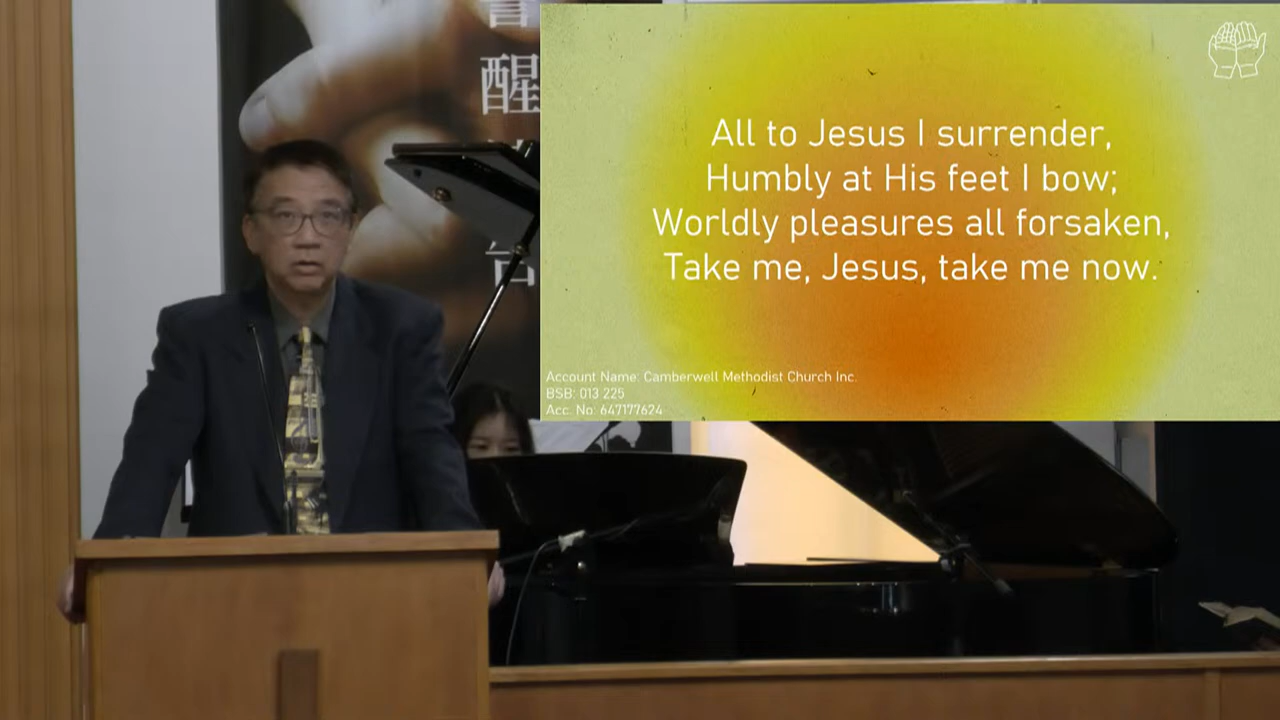 醒
All to Jesus I surrender,
Humbly at His feet I bow;
Worldly pleasures all forsaken,
Take me, Jesus, take me now.
Account Name: Camberwell Methodist Church Inc.
BSB: 013 225
Acc. No: 647177624